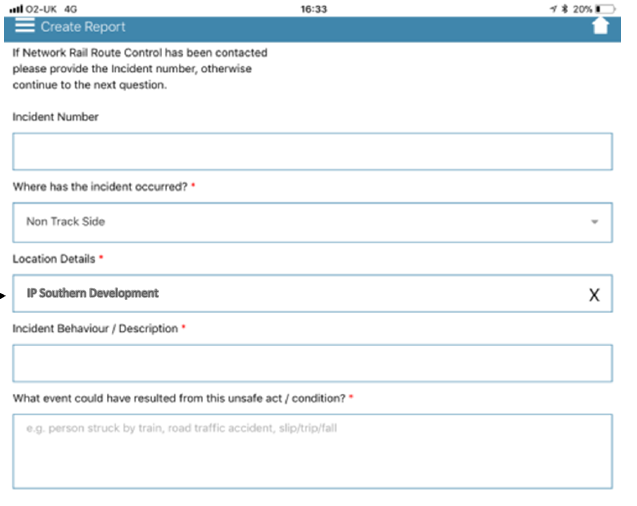 O2-UK 4G 16:33 20%
Create Report
If Network Rail Route Control has been contacted
please provide the Incident number, otherwise
continue to the next question.
Incident Number
Where has the incident occurred? *
Non Track Side
Location Details *
IP Southern Development X
Incident Behaviour / Description *
What event could have resulted from this unsafe act / condition? *
e.g. person struck by train, road traffic accident, slip/trip/fall